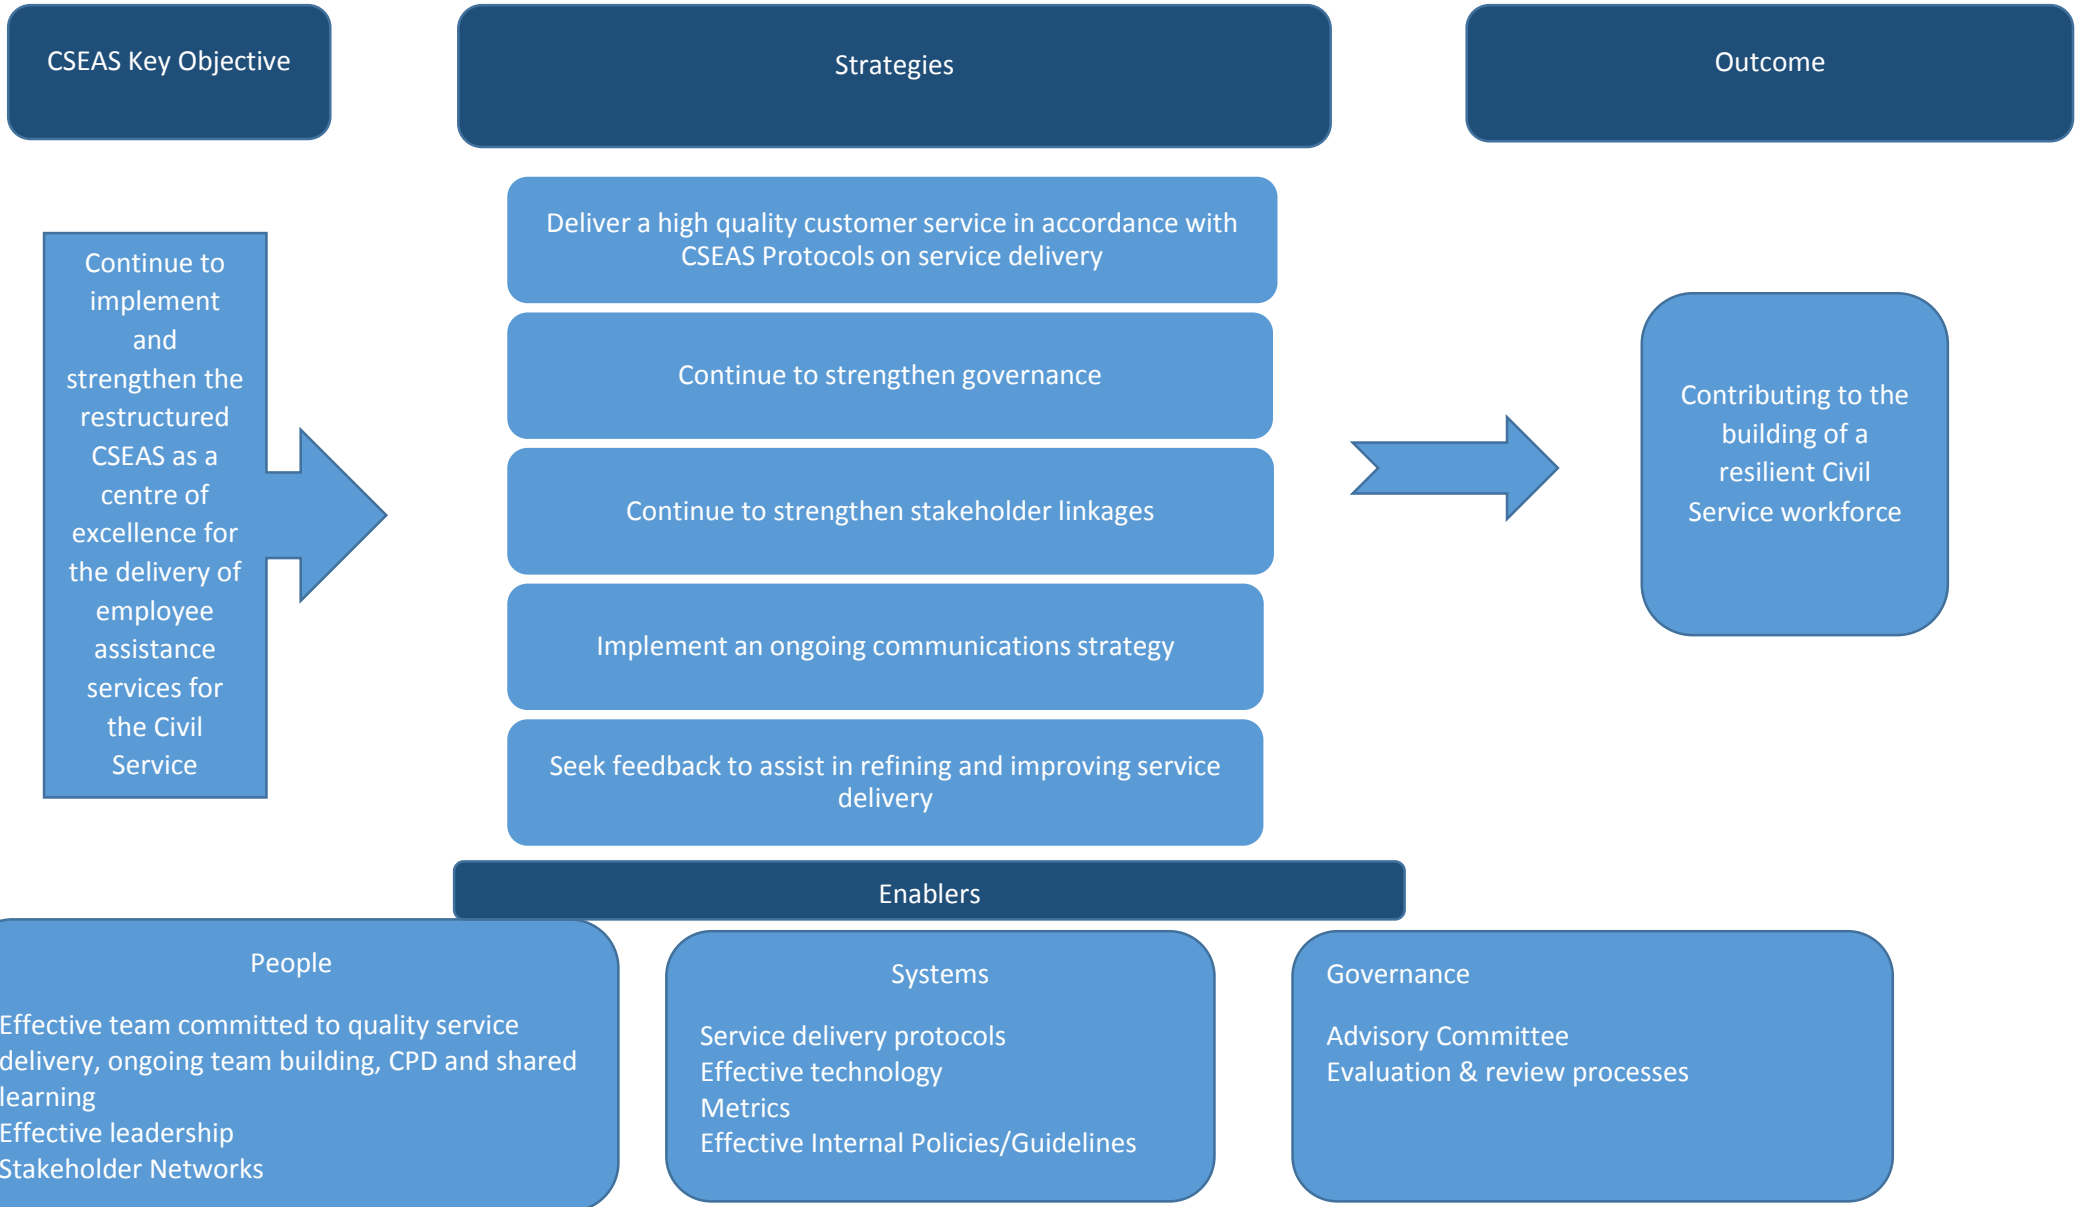 CSEAS Key Objective
Strategies
Outcome
Continue to
implement
and
strengthen the
restructured
CSEAS as a
centre of
excellence for
the delivery of
employee
assistance
services for
the Civil
Service
Deliver a high quality customer service in accordance with
CSEAS Protocols on service delivery
Continue to strengthen governance
Continue to strengthen stakeholder linkages
Implement an ongoing communications strategy
Seek feedback to assist in refining and improving service
delivery
Contributing to the
building of a
resilient Civil
Service workforce
Enablers
People
Effective team committed to quality service
delivery, ongoing team building, CPD and shared
learning
Effective leadership
Stakeholder Networks
Systems
Service delivery protocols
Effective technology
Metrics
Effective Internal Policies/Guidelines
Governance
Advisory Committee
Evaluation & review processes